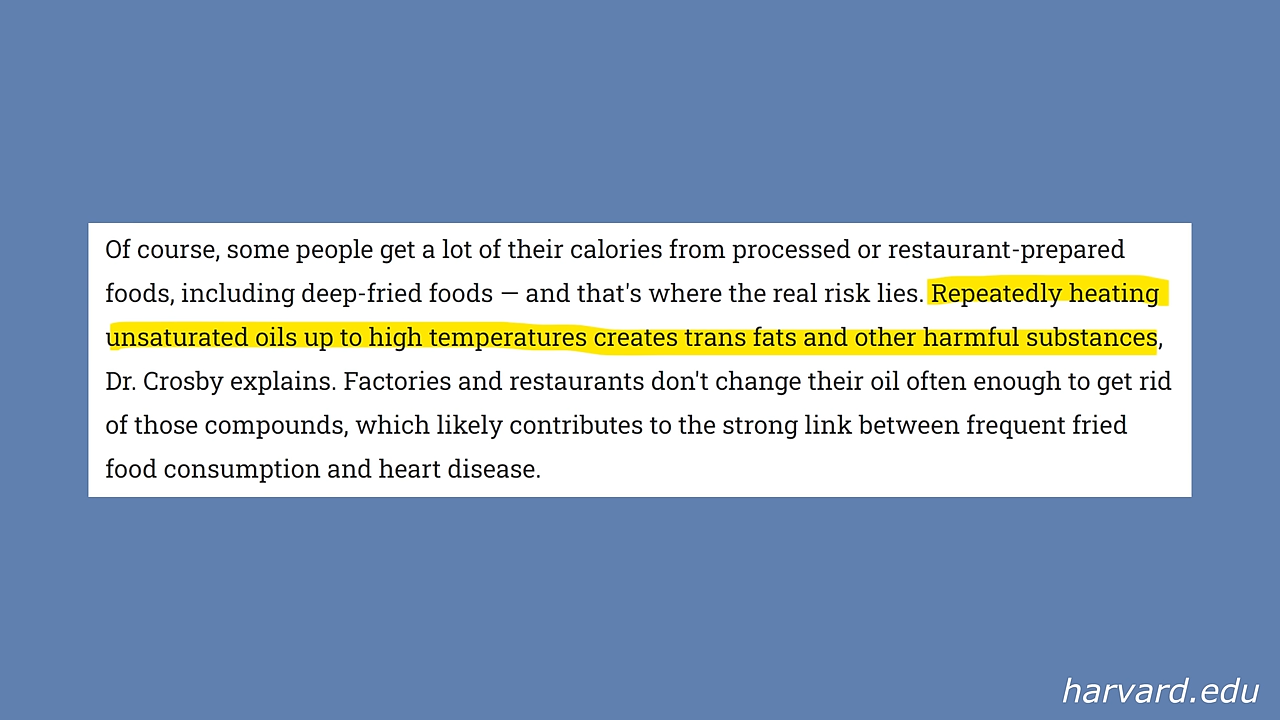 Of course, some people get a lot of their calories from processed or restaurant-prepared
foods, including deep-fried foods — and that's where the real risk lies. Repeatedly heating
unsaturated oils up to high temperatures creates trans fats and other harmful substances,
Dr. Crosby explains. Factories and restaurants don't change their oil often enough to get rid
of those compounds, which likely contributes to the strong link between frequent fried
food consumption and heart disease.
harvard.edu